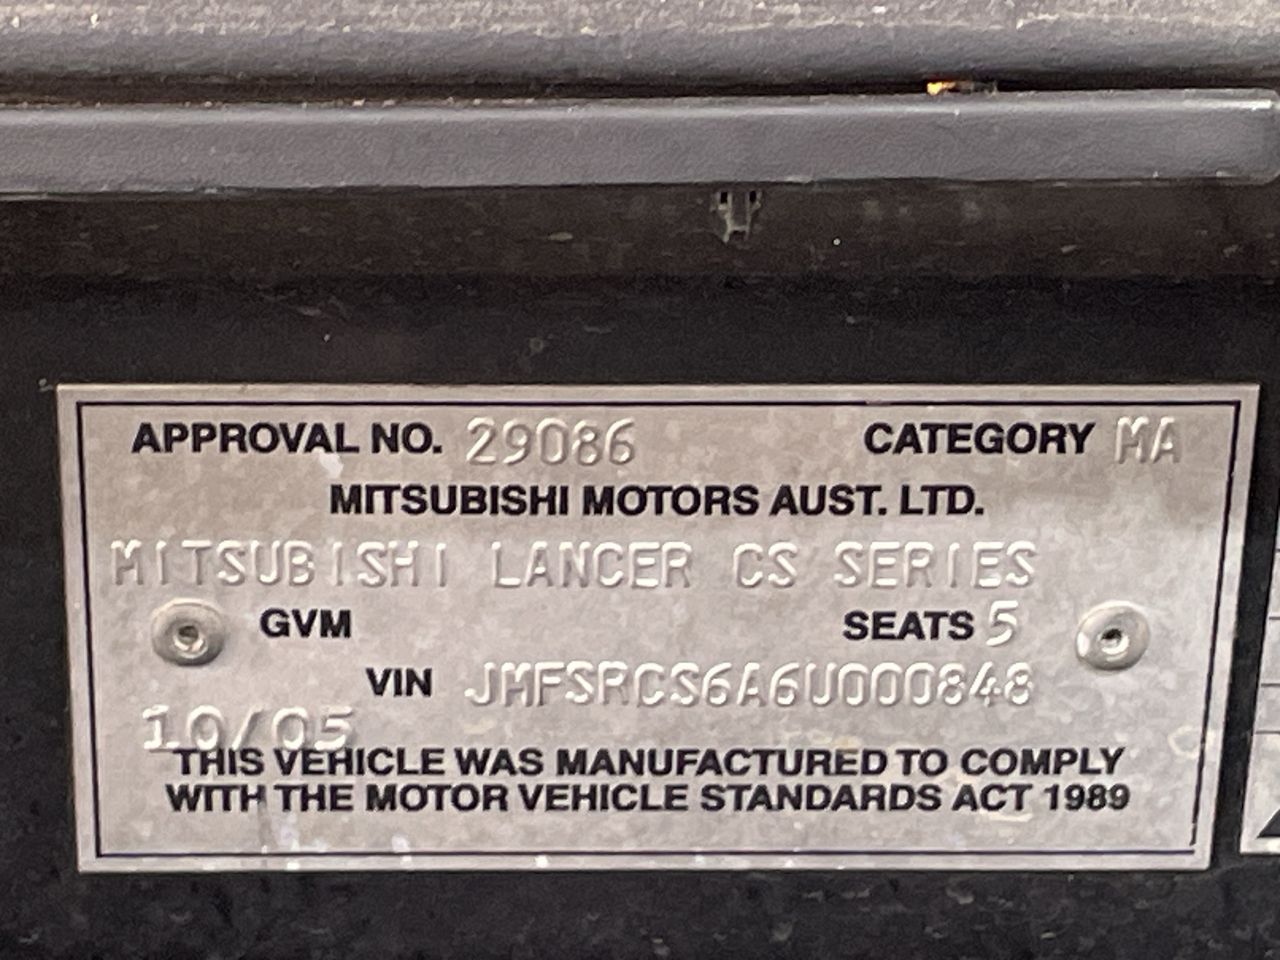 APPROVAL NO. 29086 CATEGORY MA
MITSUBISHI MOTORS AUST. LTD.
MITSUBISHI LANCER CS SERIES
GVM SEATS 5
VIN JMFSRCS6A6U000848
10/05
THIS VEHICLE WAS MANUFACTURED TO COMPLY
WITH THE MOTOR VEHICLE STANDARDS ACT 1989